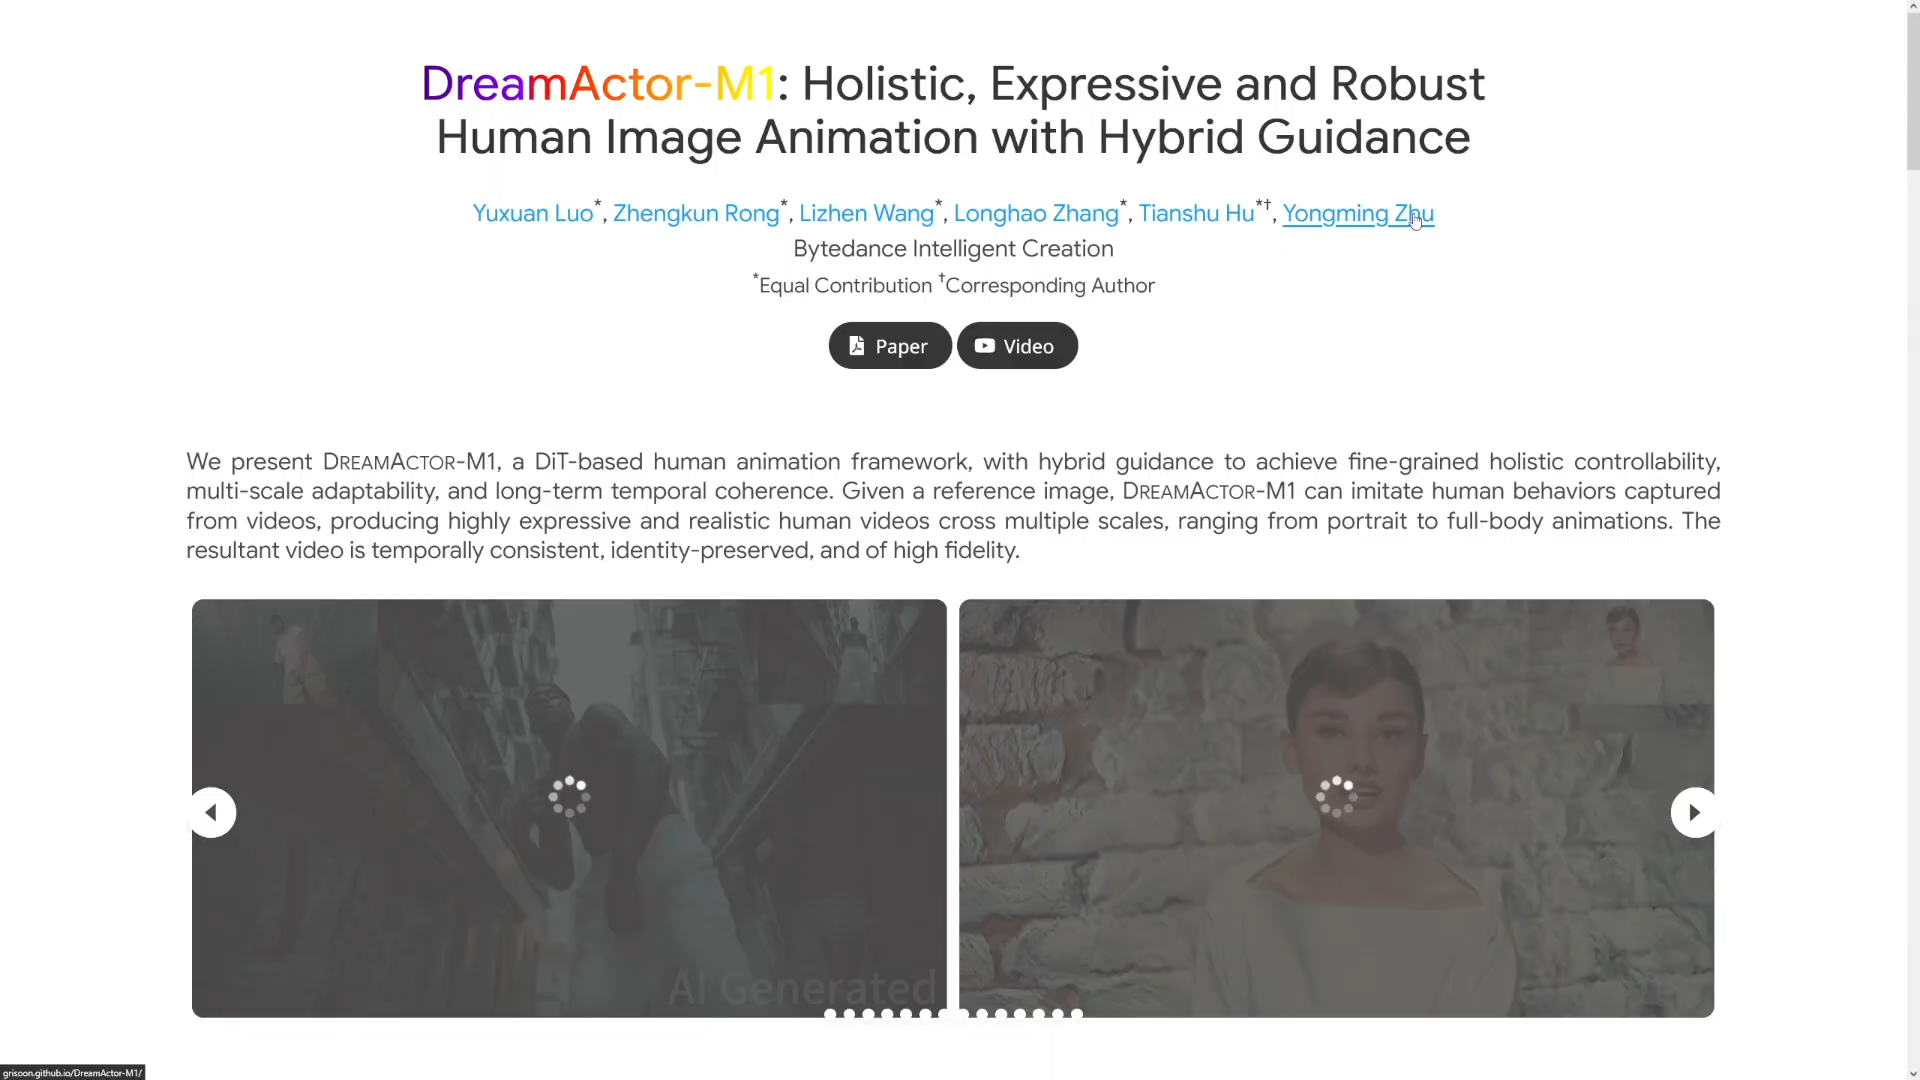 DreamActor-M1: Holistic, Expressive and Robust
Human Image Animation with Hybrid Guidance
Yuxuan Luo*, Zhengkun Rong*, Lizhen Wang*, Longhao Zhang*, Tianshu Hu*†, Yongming Zhu
Bytedance Intelligent Creation
*Equal Contribution †Corresponding Author
Paper Video
We present DREAMACTOR-M1, a DiT-based human animation framework, with hybrid guidance to achieve fine-grained holistic controllability,
multi-scale adaptability, and long-term temporal coherence. Given a reference image, DREAMACTOR-M1 can imitate human behaviors captured
from videos, producing highly expressive and realistic human videos cross multiple scales, ranging from portrait to full-body animations. The
resultant video is temporally consistent, identity-preserved, and of high fidelity.
AI Generated
grisoon.github.io/DreamActor-M1/